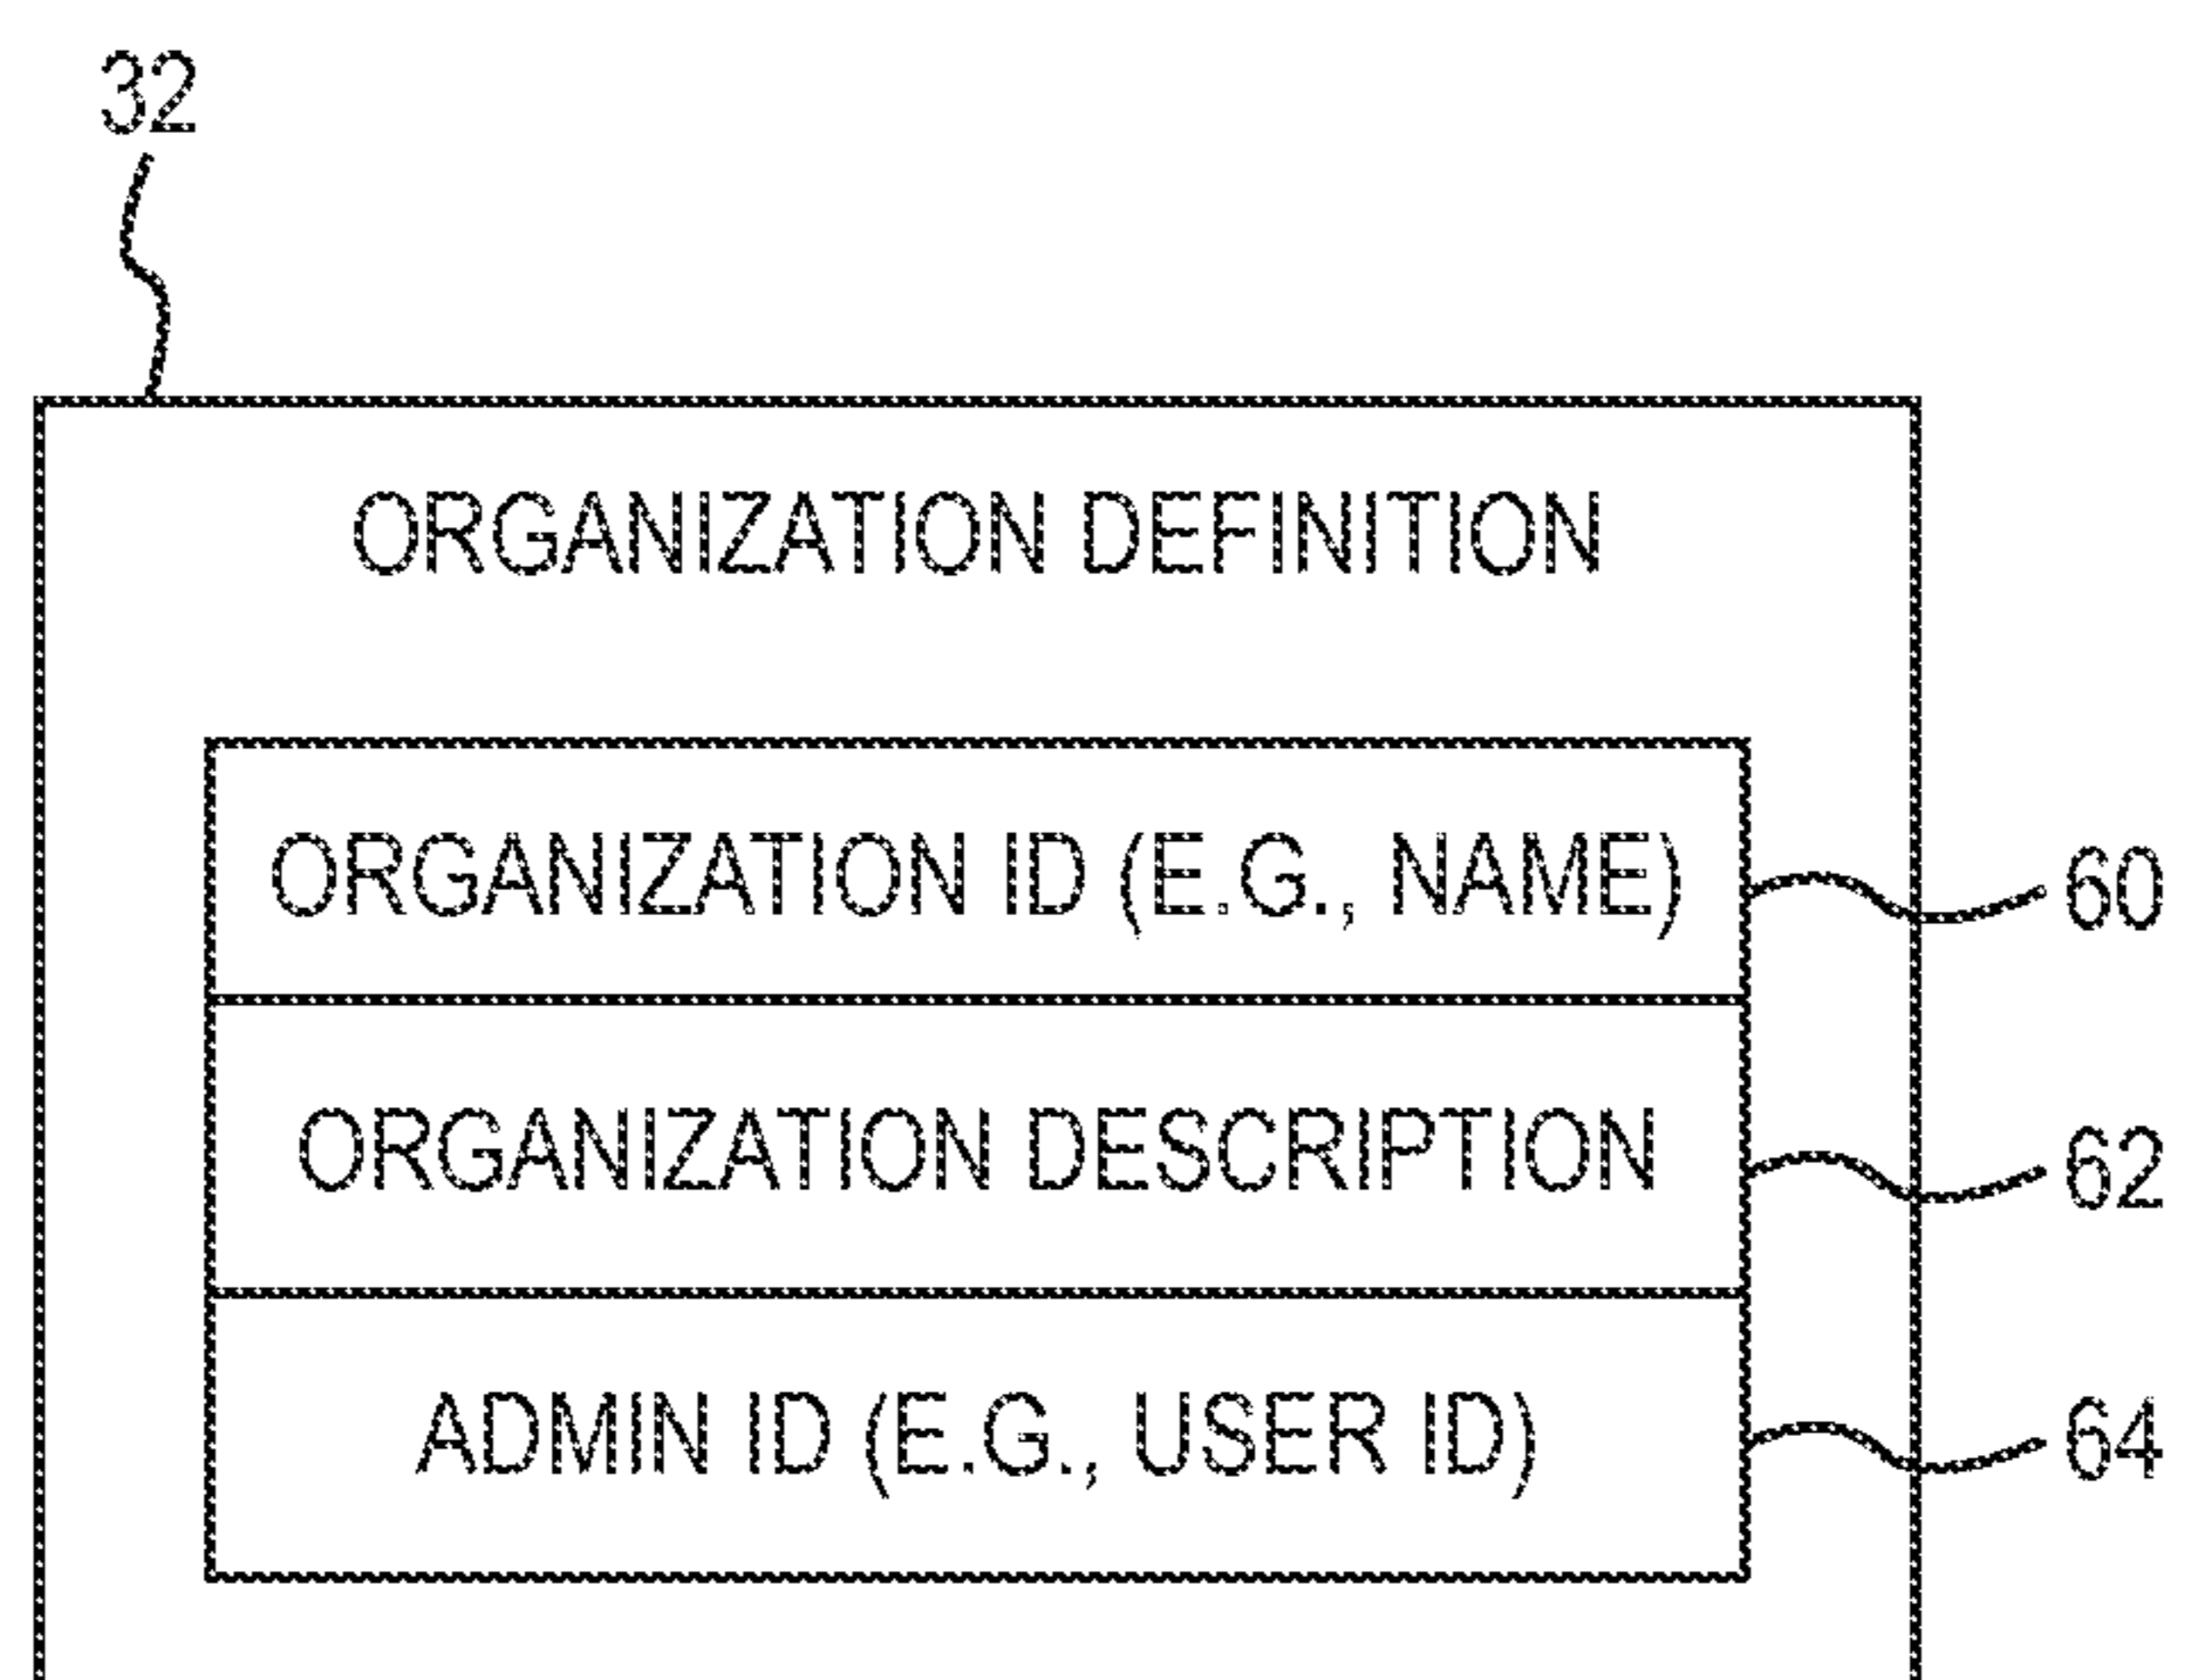 32
ORGANIZATION DEFINITION
ORGANIZATION ID (E.G., NAME)
60
ORGANIZATION DESCRIPTION
62
ADMIN ID (E.G., USER ID)
64